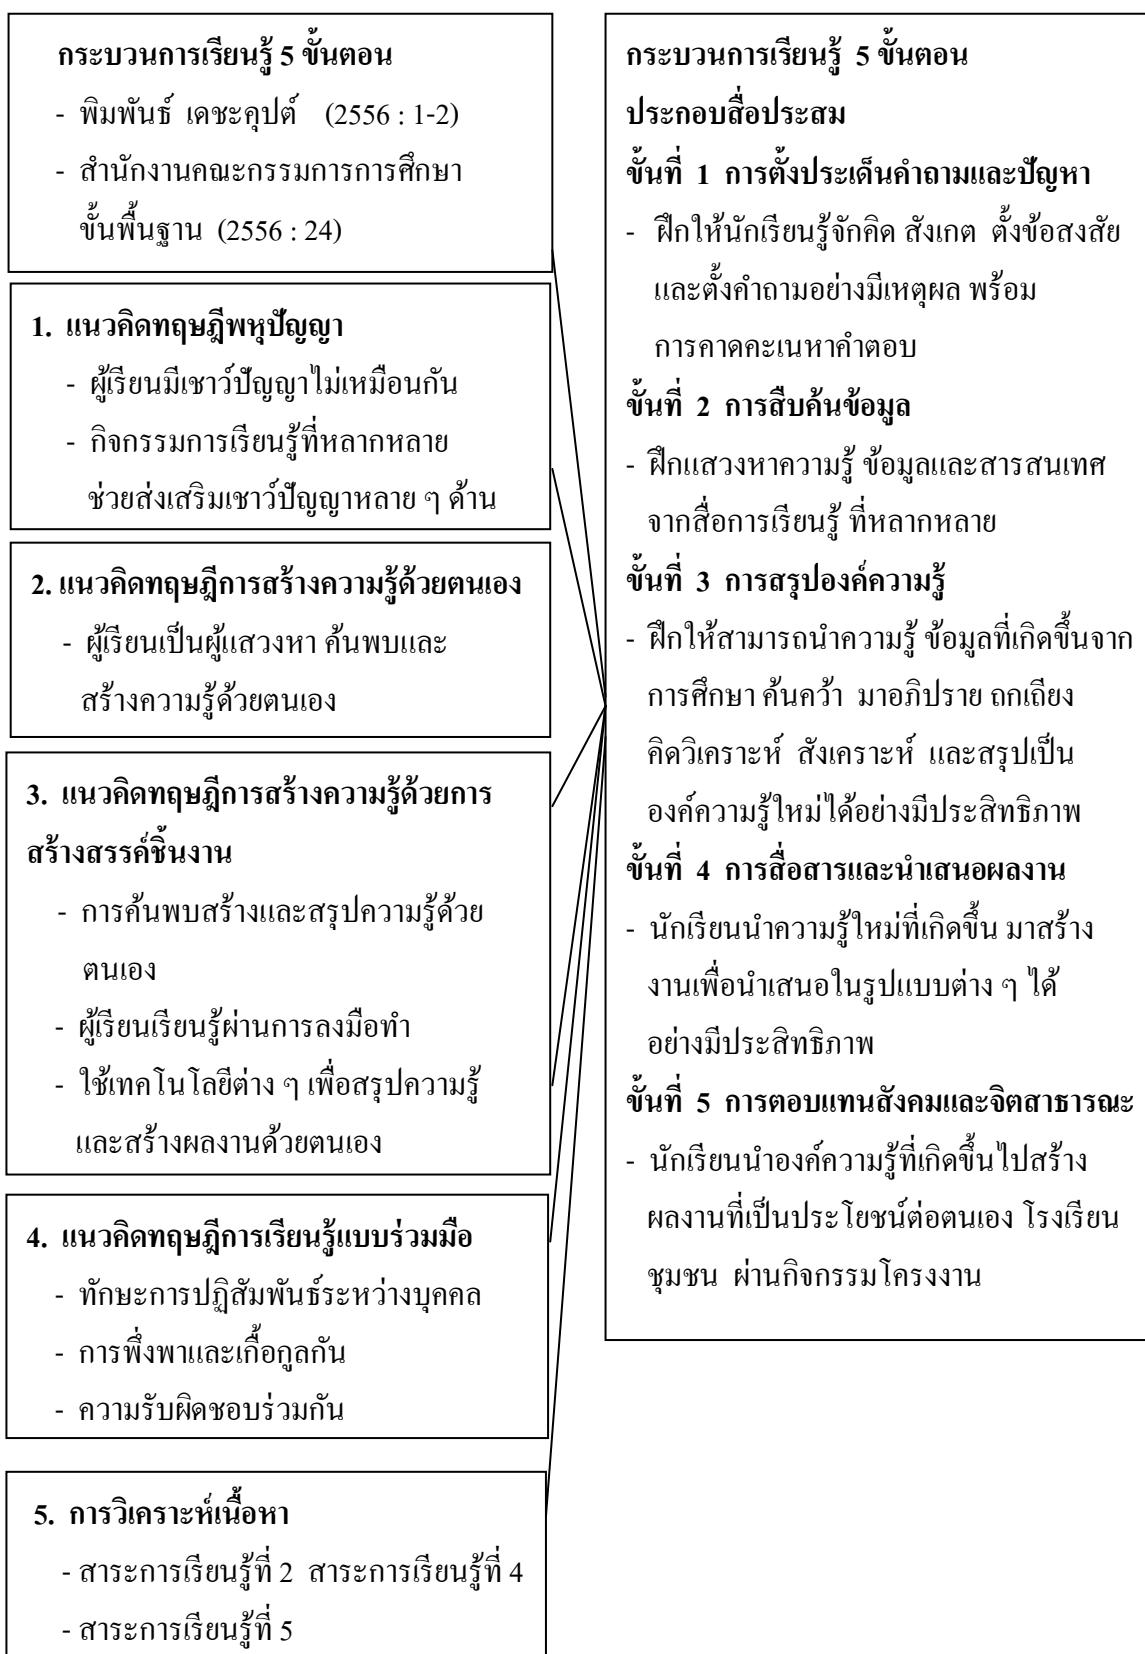 กระบวนการเรียนรู้ 5 ขั้นตอน
- พิมพันธ์ เดชะคุปต์ (2556 : 1-2)
- สำนักงานคณะกรรมการการศึกษา
ขั้นพื้นฐาน (2556 : 24)
1. แนวคิดทฤษฎีพหุปัญญา
- ผู้เรียนมีเชาว์ปัญญาไม่เหมือนกัน
- กิจกรรมการเรียนรู้ที่หลากหลาย
ช่วยส่งเสริมเชาว์ปัญญาหลาย ๆ ด้าน
2. แนวคิดทฤษฎีการสร้างความรู้ด้วยตนเอง
- ผู้เรียนเป็นผู้แสวงหา ค้นพบและ
สร้างความรู้ด้วยตนเอง
3. แนวคิดทฤษฎีการสร้างความรู้ด้วยการ
สร้างสรรค์ชิ้นงาน
- การค้นพบสร้างและสรุปความรู้ด้วย
ตนเอง
- ผู้เรียนเรียนรู้ผ่านการลงมือทำ
- ใช้เทคโนโลยีต่าง ๆ เพื่อสรุปความรู้
และสร้างผลงานด้วยตนเอง
4. แนวคิดทฤษฎีการเรียนรู้แบบร่วมมือ
- ทักษะการปฏิสัมพันธ์ระหว่างบุคคล
- การพึ่งพาและเกื้อกูลกัน
- ความรับผิดชอบร่วมกัน
5. การวิเคราะห์เนื้อหา
- สาระการเรียนรู้ที่ 2 สาระการเรียนรู้ที่ 4
- สาระการเรียนรู้ที่ 5
กระบวนการเรียนรู้ 5 ขั้นตอน
ประกอบสื่อประสม
ขั้นที่ 1 การตั้งประเด็นคำถามและปัญหา
- ฝึกให้นักเรียนรู้จักคิด สังเกต ตั้งข้อสงสัย
และตั้งคำถามอย่างมีเหตุผล พร้อม
การคาดคะเนหาคำตอบ
ขั้นที่ 2 การสืบค้นข้อมูล
- ฝึกแสวงหาความรู้ ข้อมูลและสารสนเทศ
จากสื่อการเรียนรู้ ที่หลากหลาย
ขั้นที่ 3 การสรุปองค์ความรู้
- ฝึกให้สามารถนำความรู้ ข้อมูลที่เกิดขึ้นจาก
การศึกษา ค้นคว้า มาอภิปราย ถกเถียง
คิดวิเคราะห์ สังเคราะห์ และสรุปเป็น
องค์ความรู้ใหม่ได้อย่างมีประสิทธิภาพ
ขั้นที่ 4 การสื่อสารและนำเสนอผลงาน
- นักเรียนนำความรู้ใหม่ที่เกิดขึ้น มาสร้าง
งานเพื่อนำเสนอในรูปแบบต่าง ๆ ได้
อย่างมีประสิทธิภาพ
ขั้นที่ 5 การตอบแทนสังคมและจิตสาธารณะ
- นักเรียนนำองค์ความรู้ที่เกิดขึ้นไปสร้าง
ผลงานที่เป็นประโยชน์ต่อตนเอง โรงเรียน
ชุมชน ผ่านกิจกรรมโครงงาน